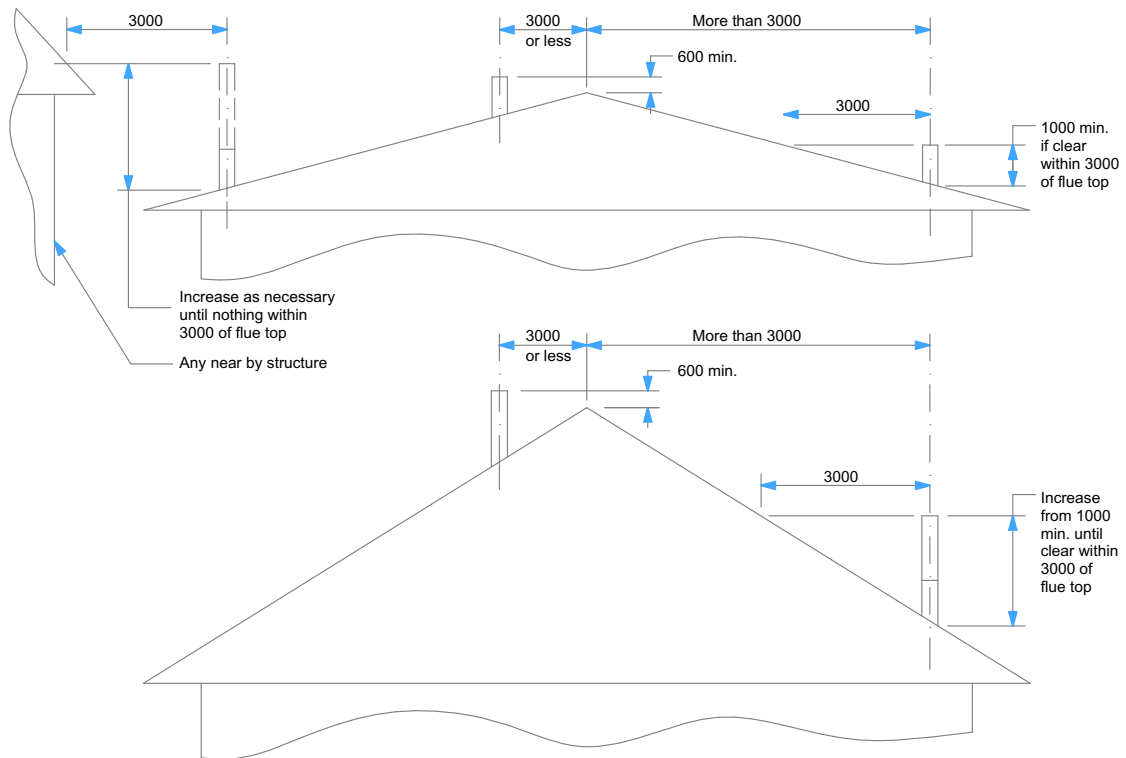 3000
3000
or less
More than 3000
600 min.
3000
1000 min.
if clear
within 3000
of flue top
Increase as necessary
until nothing within
3000 of flue top
Any near by structure
3000
or less
More than 3000
600 min.
3000
Increase
from 1000
min. until
clear within
3000 of
flue top